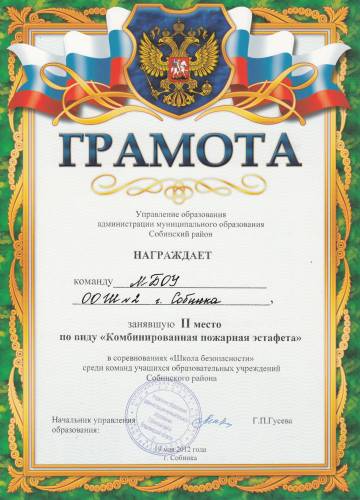 ГРАМОТА
Управление образования
администрации муниципального образования
Собинский район
НАГРАЖДАЕТ
команду МБОУ
ООШ №2 г. Собинка,
занявшую II место
по виду «Комбинированная пожарная эстафета»
в соревнованиях «Школа безопасности»
среди команд учащихся образовательных учреждений
Собинского района
Начальник управления
образования:
Г.П.Гусева
19 мая 2012 года
г. Собинка